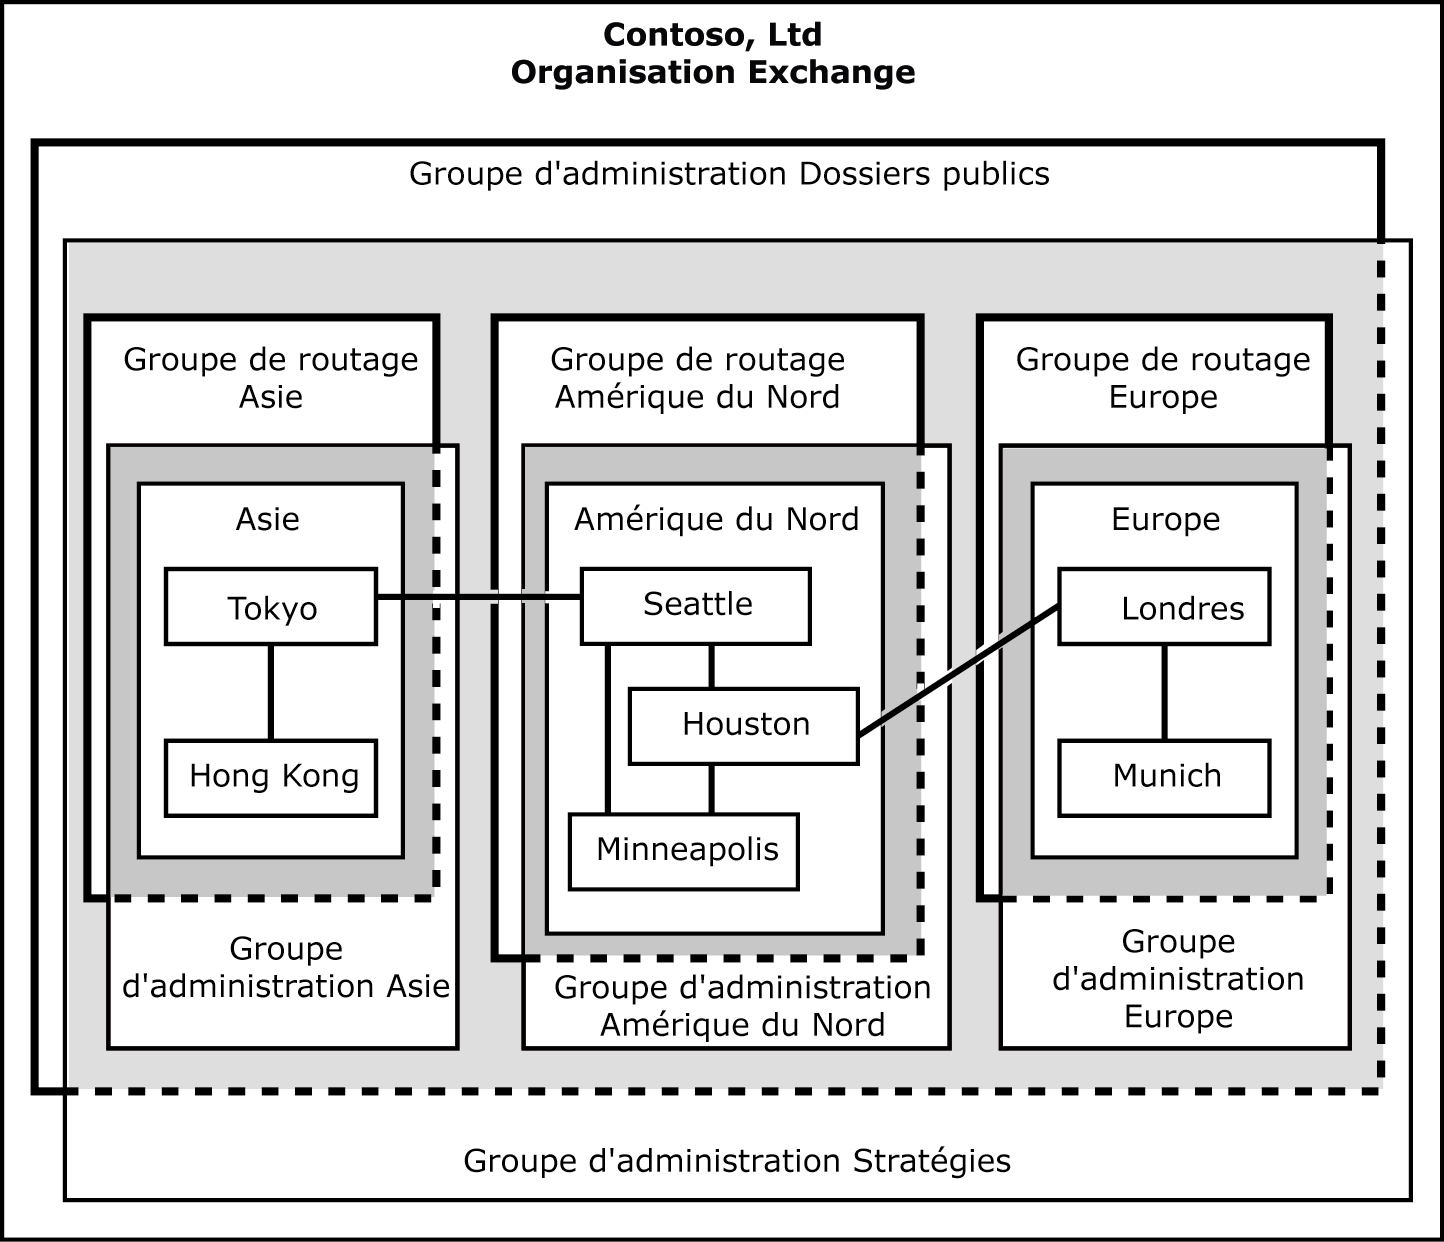 Contoso, Ltd
Organisation Exchange
Groupe d'administration Dossiers publics
Groupe de routage
Asie
Groupe de routage
Amérique du Nord
Groupe de routage
Europe
Asie
Tokyo
Hong Kong
Amérique du Nord
Seattle
Houston
Minneapolis
Europe
Londres
Munich
Groupe
d'administration Asie
Groupe d'administration
Amérique du Nord
Groupe
d'administration
Europe
Groupe d'administration Stratégies